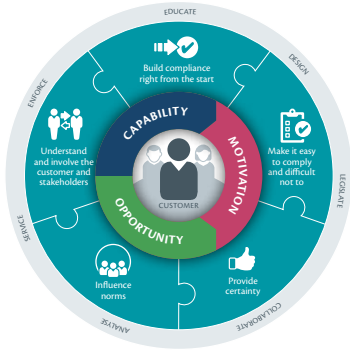 EDUCATE
DESIGN
LEGISLATE
COLLABORATE
ANALYSE
SERVICE
ENFORCE
Build compliance
right from the start
Make it easy
to comply
and difficult
not to
Provide
certainty
Influence
norms
Understand
and involve the
customer and
stakeholders
CAPABILITY
MOTIVATION
OPPORTUNITY
CUSTOMER